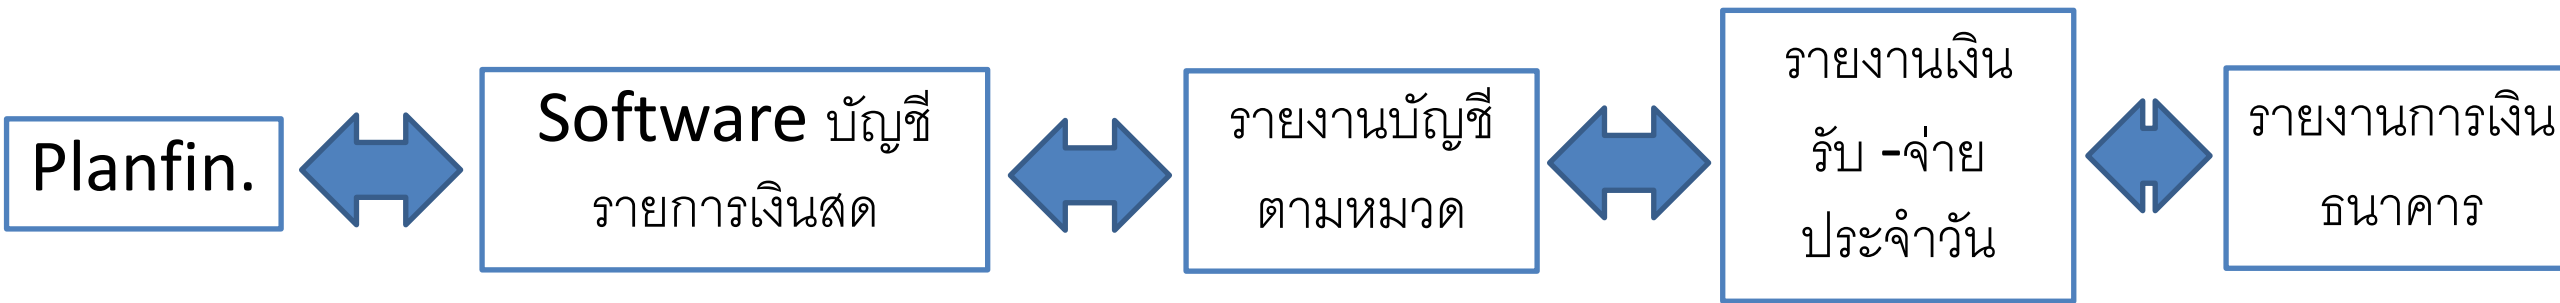 Planfin.
Software บัญชี
รายการเงินสด
รายงานบัญชี
ตามหมวด
รายงานเงิน
รับ -จ่าย
ประจำวัน
รายงานการเงิน
ธนาคาร